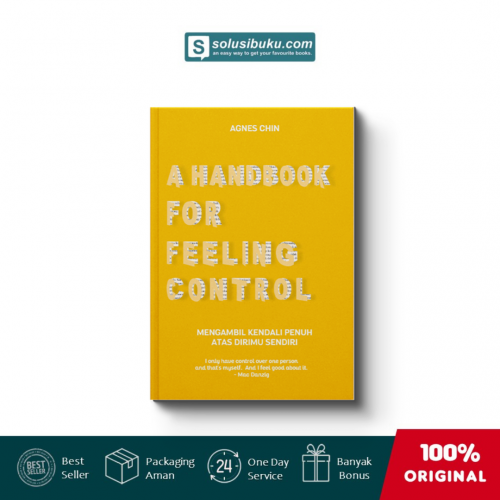 S solusibuku.com
an easy way to get your favourite books.
AGNES CHIN
A HANDBOOK
FOR
FEELING
CONTROL
MENGAMBIL KENDALI PENUH
ATAS DIRIMU SENDIRI
I only have control over one person,
and that's myself. And I feel good about it.
- Mac Danzig
BEST SELLER
Best
Seller
Packaging
Aman
24
One Day
Service
Banyak
Bonus
100%
ORIGINAL